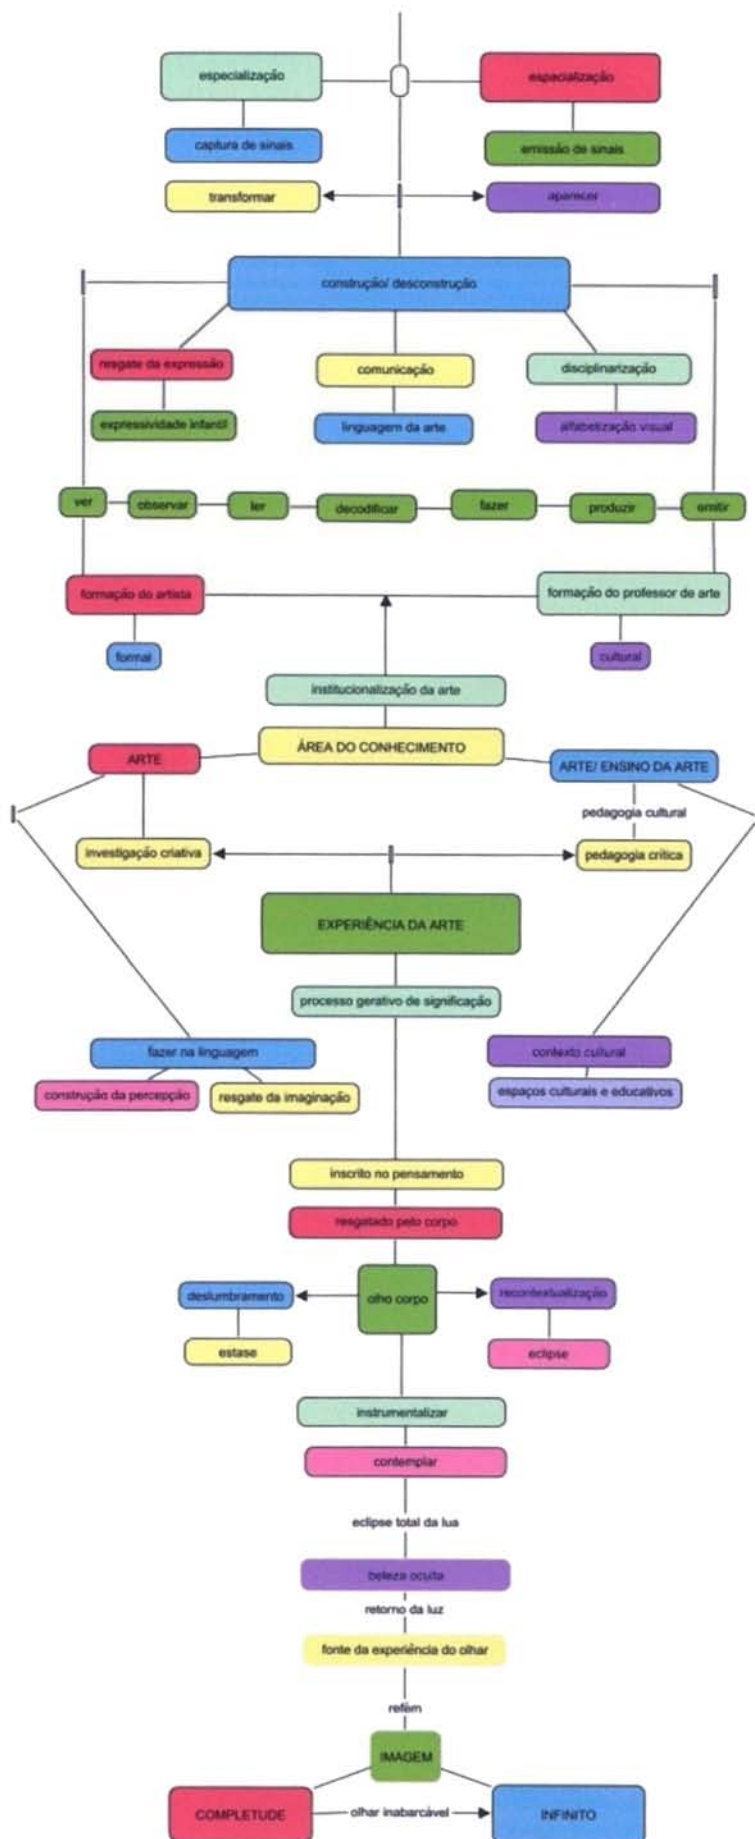 especialização
espacialização
captura de sinais
emissão de sinais
transformar
aparecer
construção/ desconstrução
resgate da expressão
comunicação
disciplinarização
expressividade infantil
linguagem da arte
alfabetização visual
ver
observar
ler
decodificar
fazer
produzir
emitir
formação do artista
formação do professor de arte
formal
cultural
institucionalização da arte
ÁREA DO CONHECIMENTO
ARTE
ARTE/ ENSINO DA ARTE
pedagogia cultural
investigação criativa
pedagogia crítica
EXPERIÊNCIA DA ARTE
processo gerativo de significação
fazer na linguagem
contexto cultural
construção da percepção
resgate da imaginação
espaços culturais e educativos
inscrito no pensamento
resgatado pelo corpo
deslumbramento
olho corpo
recontextualização
estase
eclipse
instrumentalizar
contemplar
eclipse total da lua
beleza oculta
retorno da luz
fonte da experiência do olhar
refém
IMAGEM
COMPLETUDE
olhar inabarcável
INFINITO